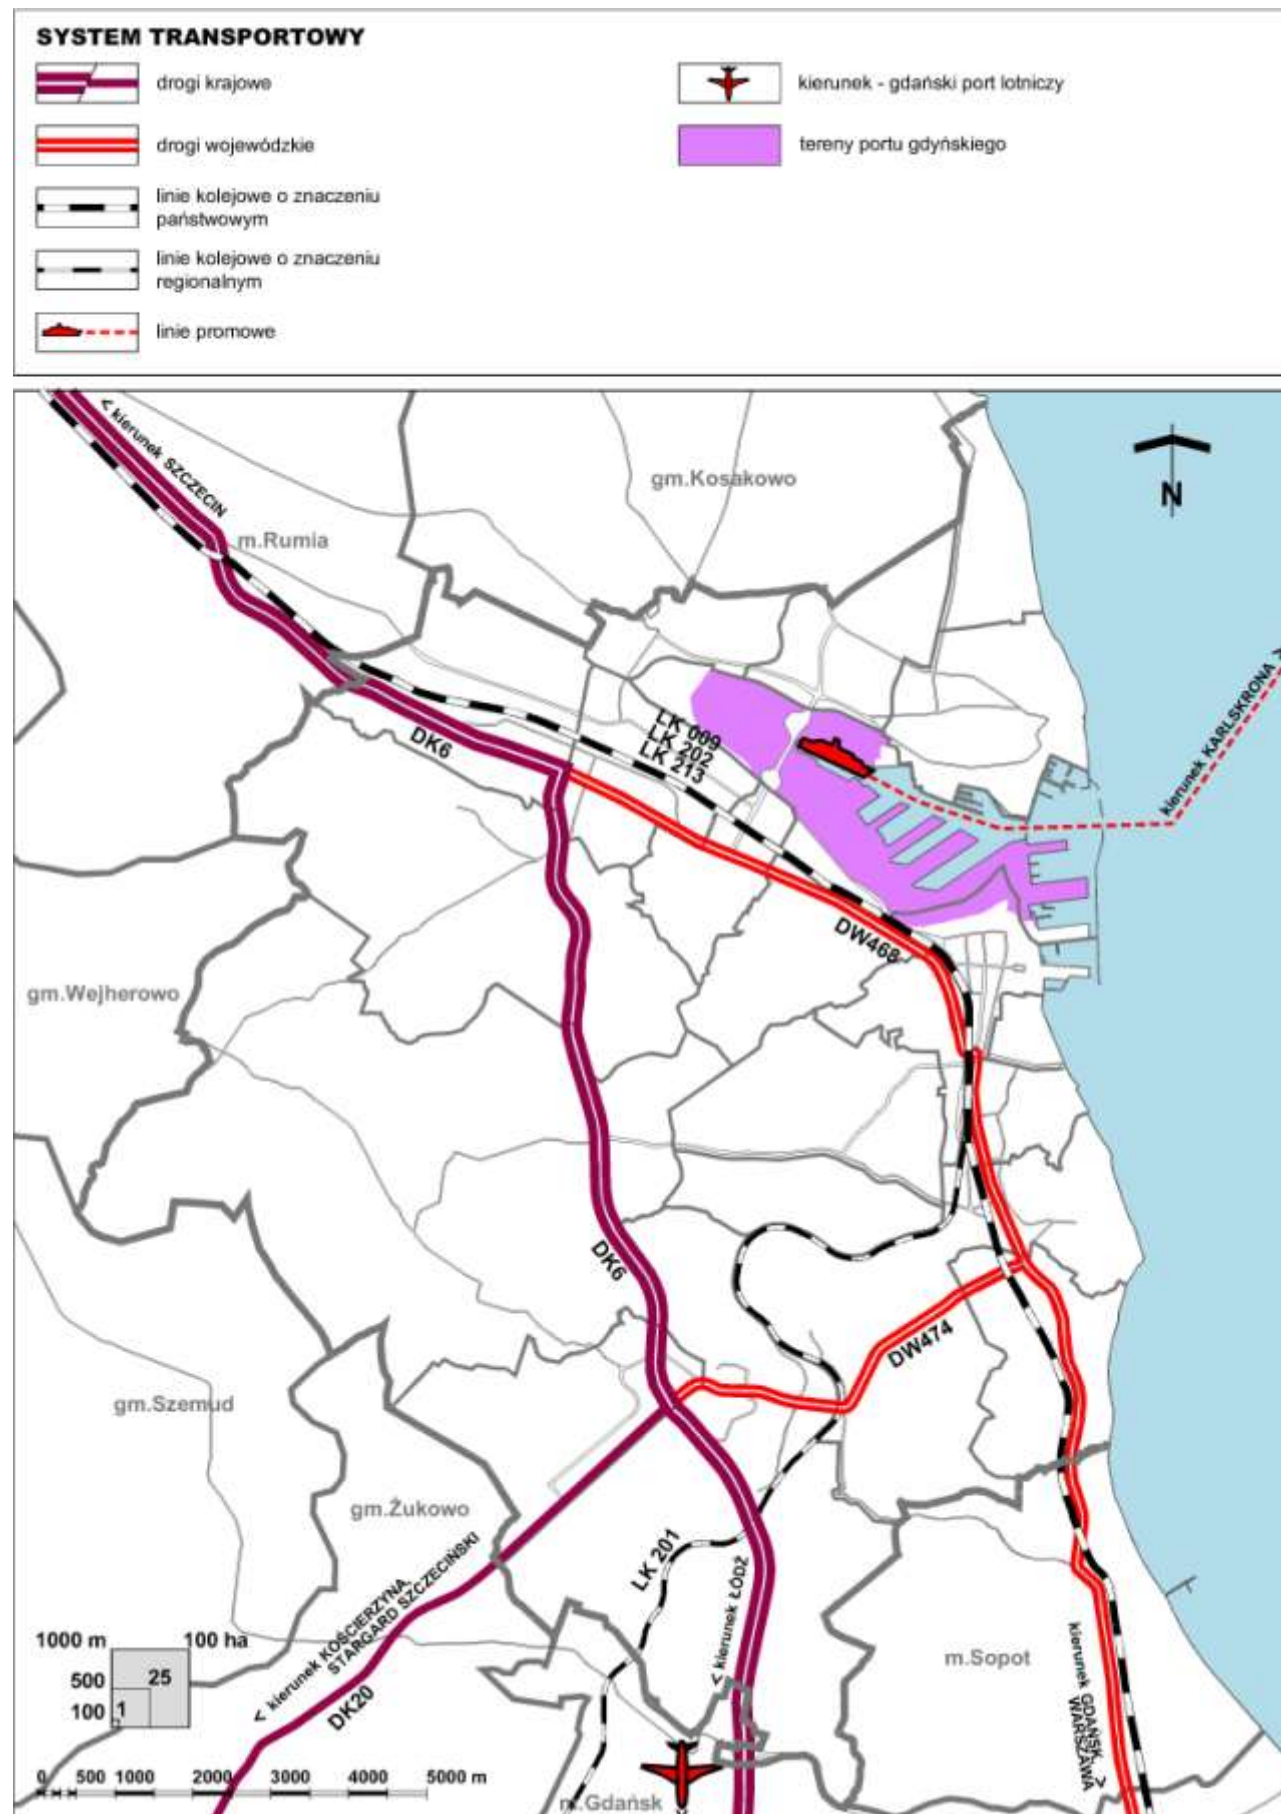 SYSTEM TRANSPORTOWY
drogi krajowe
kierunek - gdański port lotniczy
drogi wojewódzkie
tereny portu gdyńskiego
linie kolejowe o znaczeniu
państwowym
linie kolejowe o znaczeniu
regionalnym
linie promowe
< kierunek SZCZECIN
gm.Kosakowo
N
m.Rumia
kierunek KARLSKRONA >
LK 009
LK 202
LK 213
DK6
DW468
gm.Wejherowo
DK6
DW474
gm.Szemud
gm.Żukowo
LK 201
< kierunek KOŚCIERZYNA,
STARGARD SZCZECIŃSKI
< kierunek ŁÓDŹ
DK20
m.Sopot
kierunek GDAŃSK, >
WARSZAWA
1000 m
100 ha
500
25
100
1
0
500
1000
2000
3000
4000
5000 m
m.Gdańsk